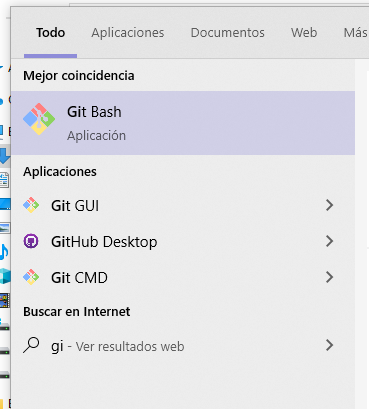 Todo Aplicaciones Documentos Web Más
Mejor coincidencia
Git Bash
Aplicación
Aplicaciones
Git GUI
GitHub Desktop
Git CMD
Buscar en Internet
gi - Ver resultados web